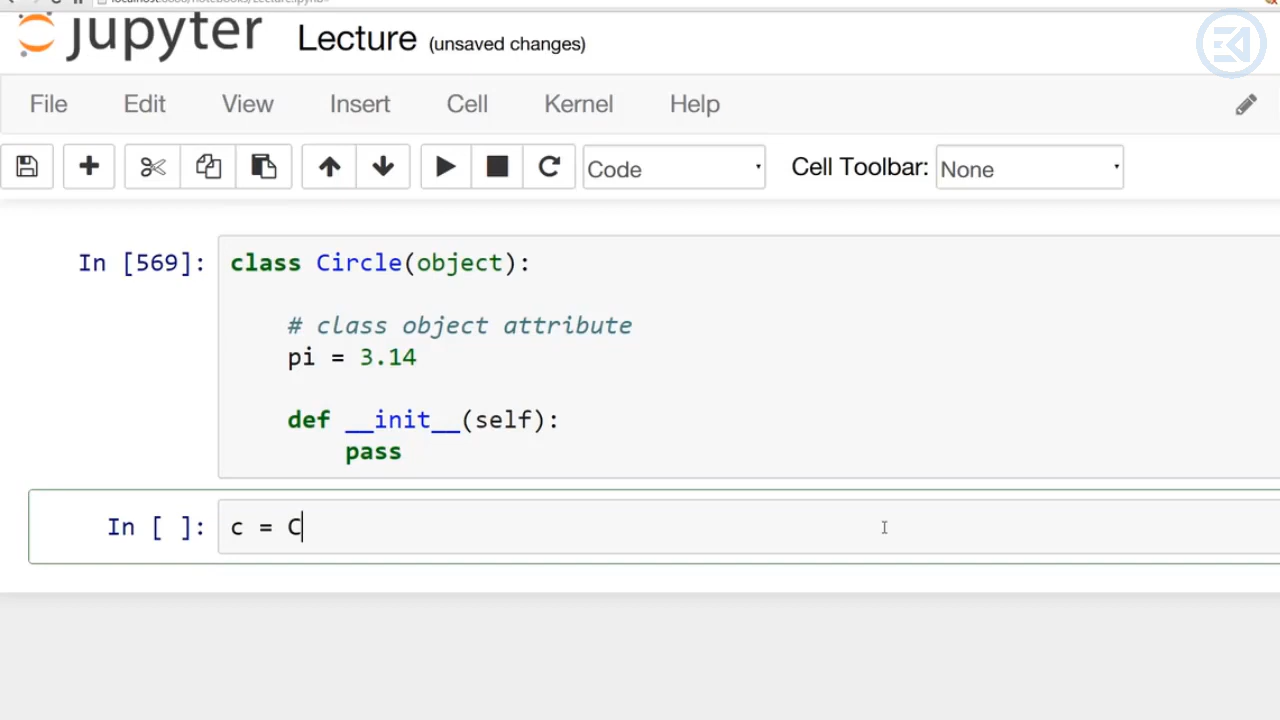 jupyter Lecture (unsaved changes)
File Edit View Insert Cell Kernel Help
Code Cell Toolbar: None
In [569]: class Circle(object):
# class object attribute
pi = 3.14
def __init__(self):
pass
In [ ]: c = C